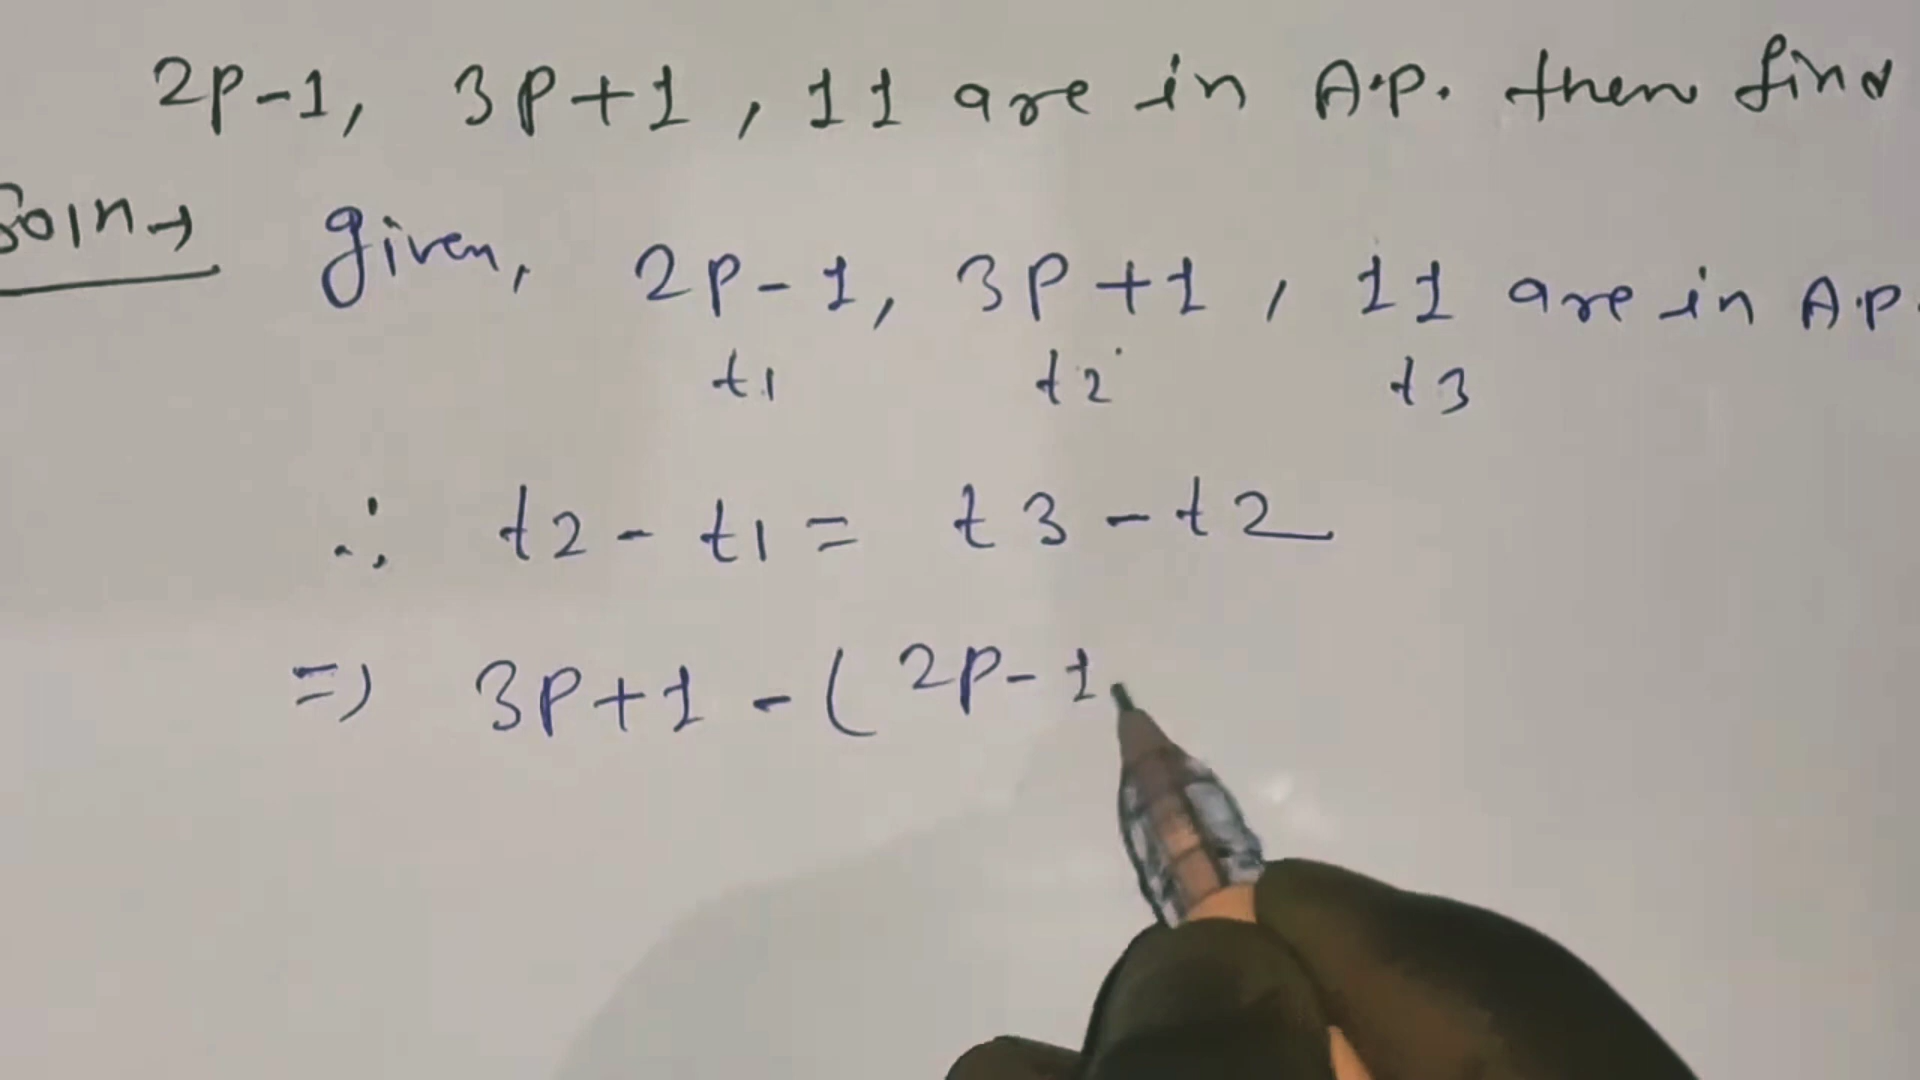 2p-1, 3p+1, 11 are in A.P. then find
Soln→ given, 2p-1, 3p+1, 11 are in A.P.
t1 t2 t3
∴ t2 - t1 = t3 - t2
⇒ 3p+1 - (2p-1